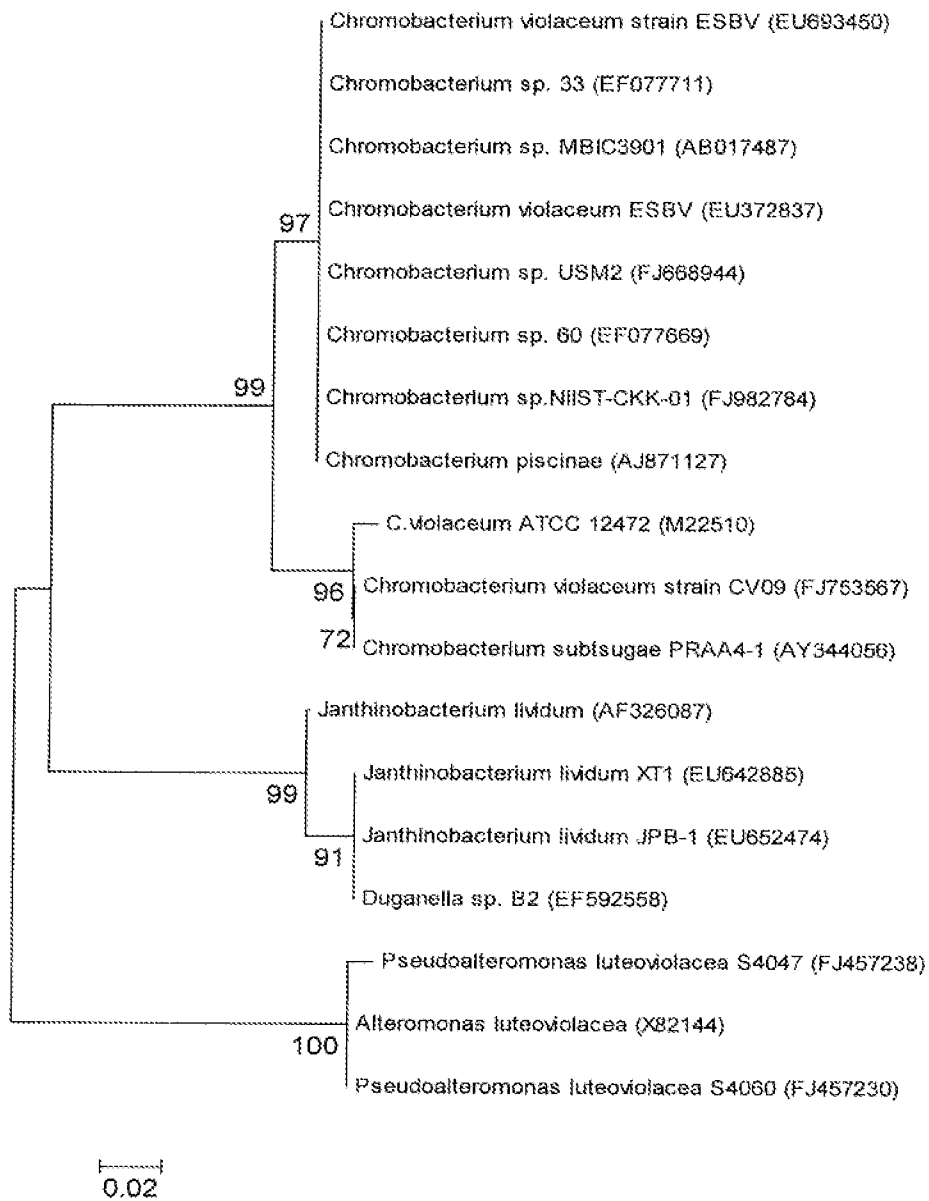 Chromobacterium violaceum strain ESBV (EU693450)
Chromobacterium sp. 33 (EF077711)
Chromobacterium sp. MBIC3901 (AB017487)
97
Chromobacterium violaceum ESBV (EU372837)
Chromobacterium sp. USM2 (FJ668944)
Chromobacterium sp. 60 (EF077669)
99
Chromobacterium sp.NIIST-CKK-01 (FJ982784)
Chromobacterium piscinae (AJ871127)
C.violaceum ATCC 12472 (M22510)
96
Chromobacterium violaceum strain CV09 (FJ753567)
72
Chromobacterium subtsugae PRAA4-1 (AY344056)
Janthinobacterium lividum (AF326087)
Janthinobacterium lividum XT1 (EU642885)
99
Janthinobacterium lividum JPB-1 (EU652474)
91
Duganella sp. B2 (EF592558)
Pseudoalteromonas luteoviolacea S4047 (FJ457238)
Alteromonas luteoviolacea (X82144)
100
Pseudoalteromonas luteoviolacea S4060 (FJ457230)
0.02